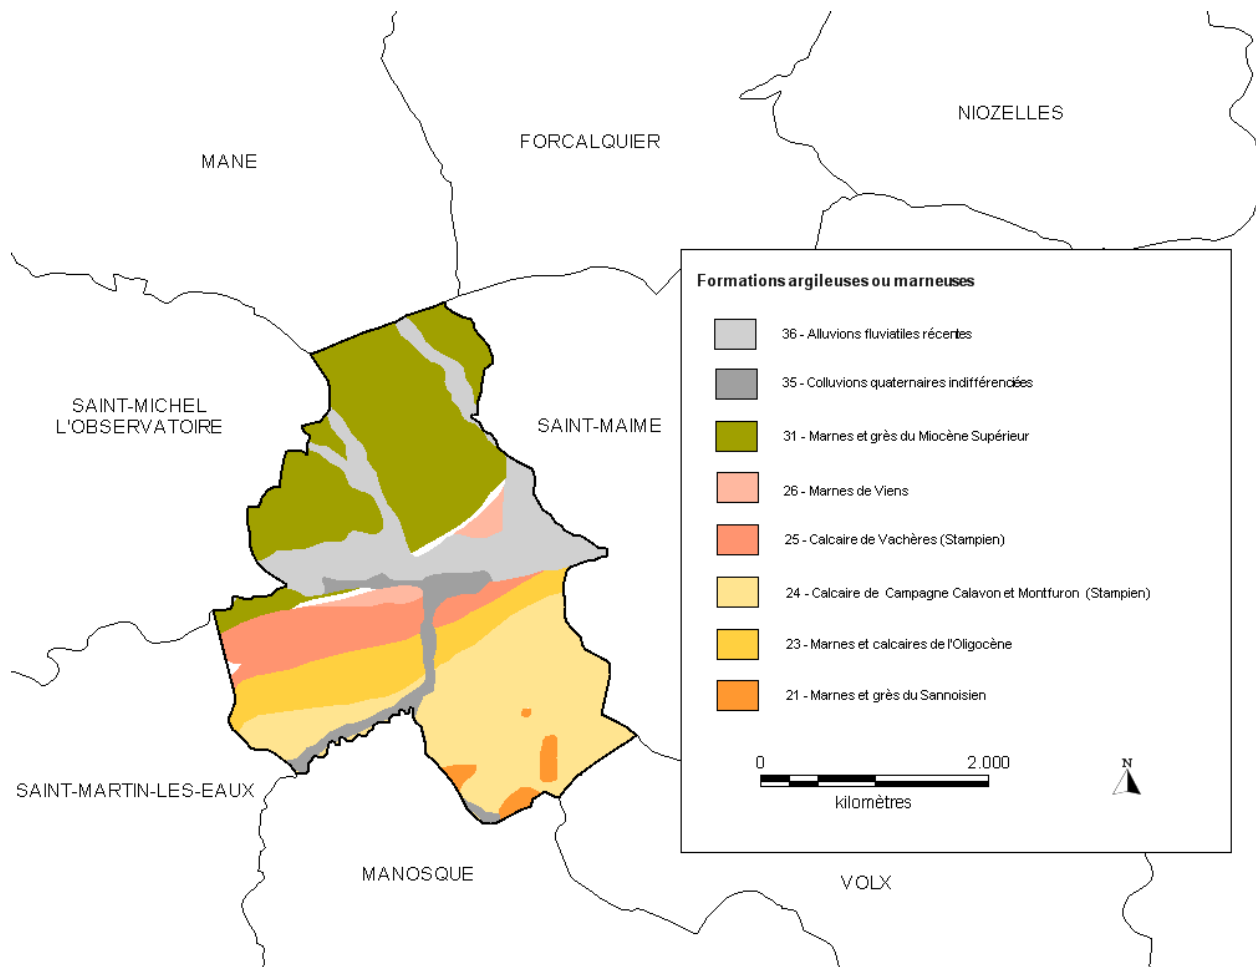 NIOZELLES
FORCALQUIER
MANE
SAINT-MICHEL
L'OBSERVATOIRE
SAINT-MAIME
SAINT-MARTIN-LES-EAUX
MANOSQUE
VOLX
Formations argileuses ou marneuses
36 - Alluvions fluviatiles récentes
35 - Colluvions quaternaires indifférenciées
31 - Marnes et grès du Miocène Supérieur
26 - Marnes de Viens
25 - Calcaire de Vachères (Stampien)
24 - Calcaire de Campagne Calavon et Montfuron (Stampien)
23 - Marnes et calcaires de l'Oligocène
21 - Marnes et grès du Sannoisien
0 2.000
kilomètres
N